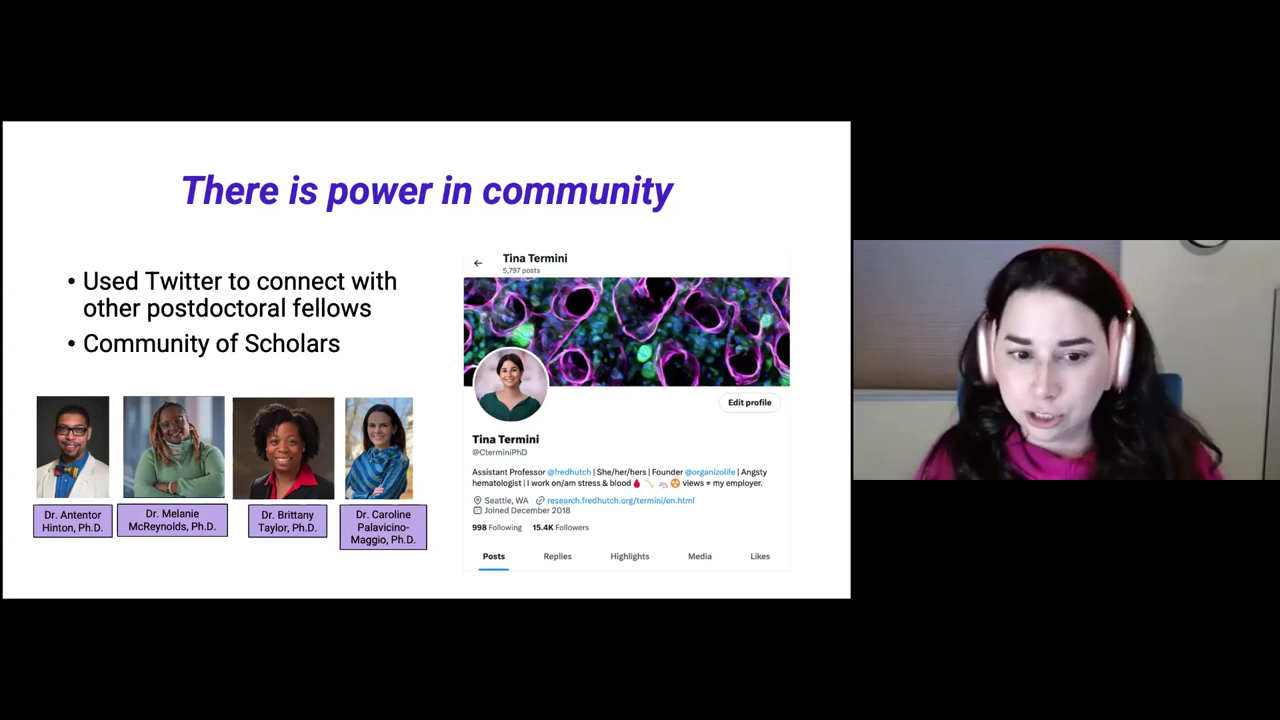 There is power in community
• Used Twitter to connect with
other postdoctoral fellows
• Community of Scholars
Dr. Antentor
Hinton, Ph.D.
Dr. Melanie
McReynolds, Ph.D.
Dr. Brittany
Taylor, Ph.D.
Dr. Caroline
Palavicino-
Maggio, Ph.D.
Tina Termini
5,797 posts
Edit profile
Tina Termini
@CterminiPhD
Assistant Professor @fredhutch | She/her/hers | Founder @organizolife | Angsty
hematologist | I work on/am stress & blood🩸 🦴 🐁 ☢️ views ≠ my employer.
Seattle, WA research.fredhutch.org/termini/en.html
Joined December 2018
998 Following 15.4K Followers
Posts Replies Highlights Media Likes